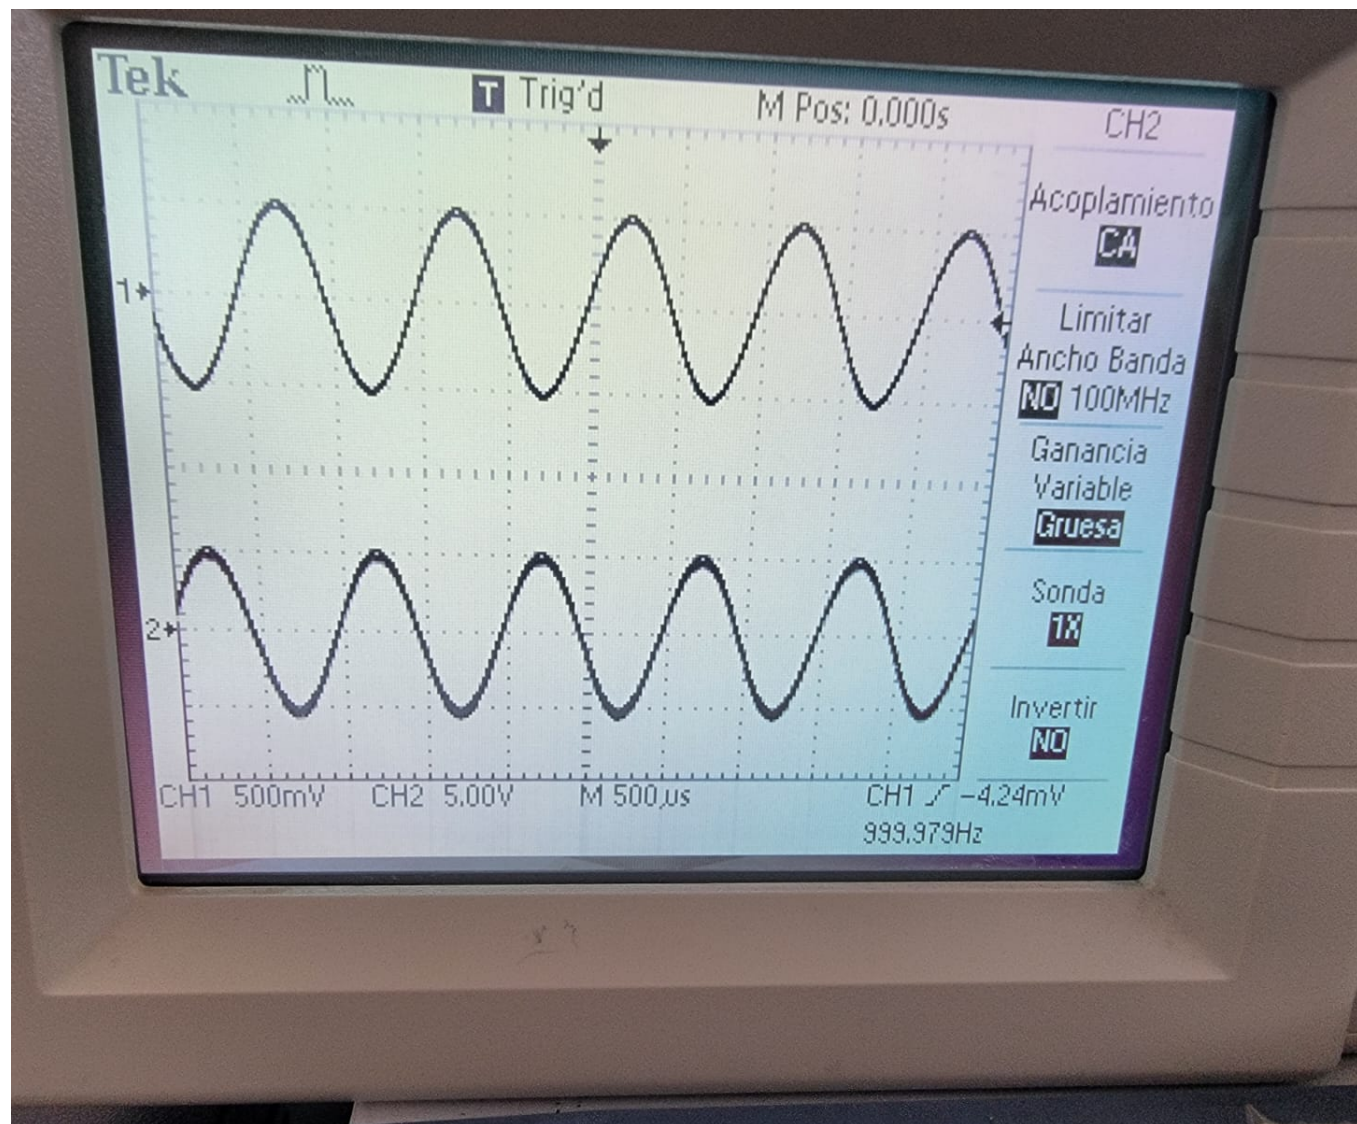 Tek T Trig'd M Pos: 0.000s CH2
Acoplamiento
CA
1
Limitar
Ancho Banda
NO 100MHz
Ganancia
Variable
Gruesa
Sonda
1X
2
Invertir
NO
CH1 500mV CH2 5.00V M 500µs CH1 -4.24mV
999.979Hz